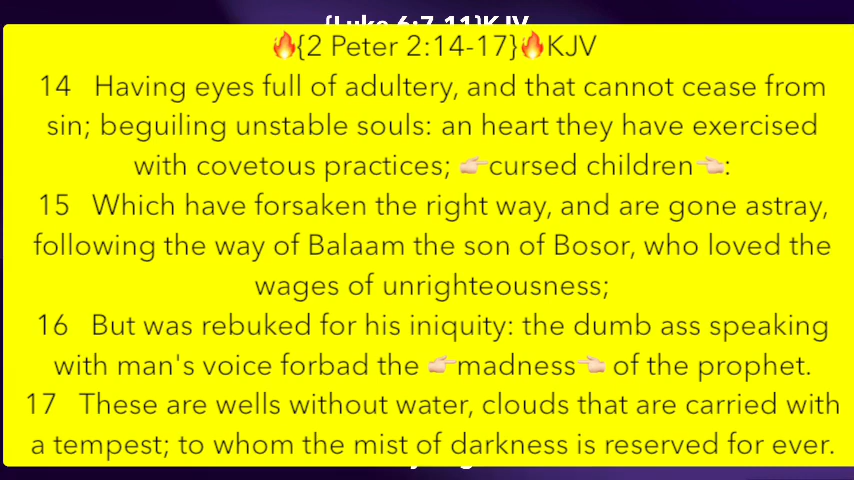 {Luke 6:7-11}KJV
🔥{2 Peter 2:14-17}🔥KJV
14 Having eyes full of adultery, and that cannot cease from
sin; beguiling unstable souls: an heart they have exercised
with covetous practices; 👉🏻cursed children👈🏻:
15 Which have forsaken the right way, and are gone astray,
following the way of Balaam the son of Bosor, who loved the
wages of unrighteousness;
16 But was rebuked for his iniquity: the dumb ass speaking
with man's voice forbad the 👉🏻madness👈🏻 of the prophet.
17 These are wells without water, clouds that are carried with
a tempest; to whom the mist of darkness is reserved for ever.